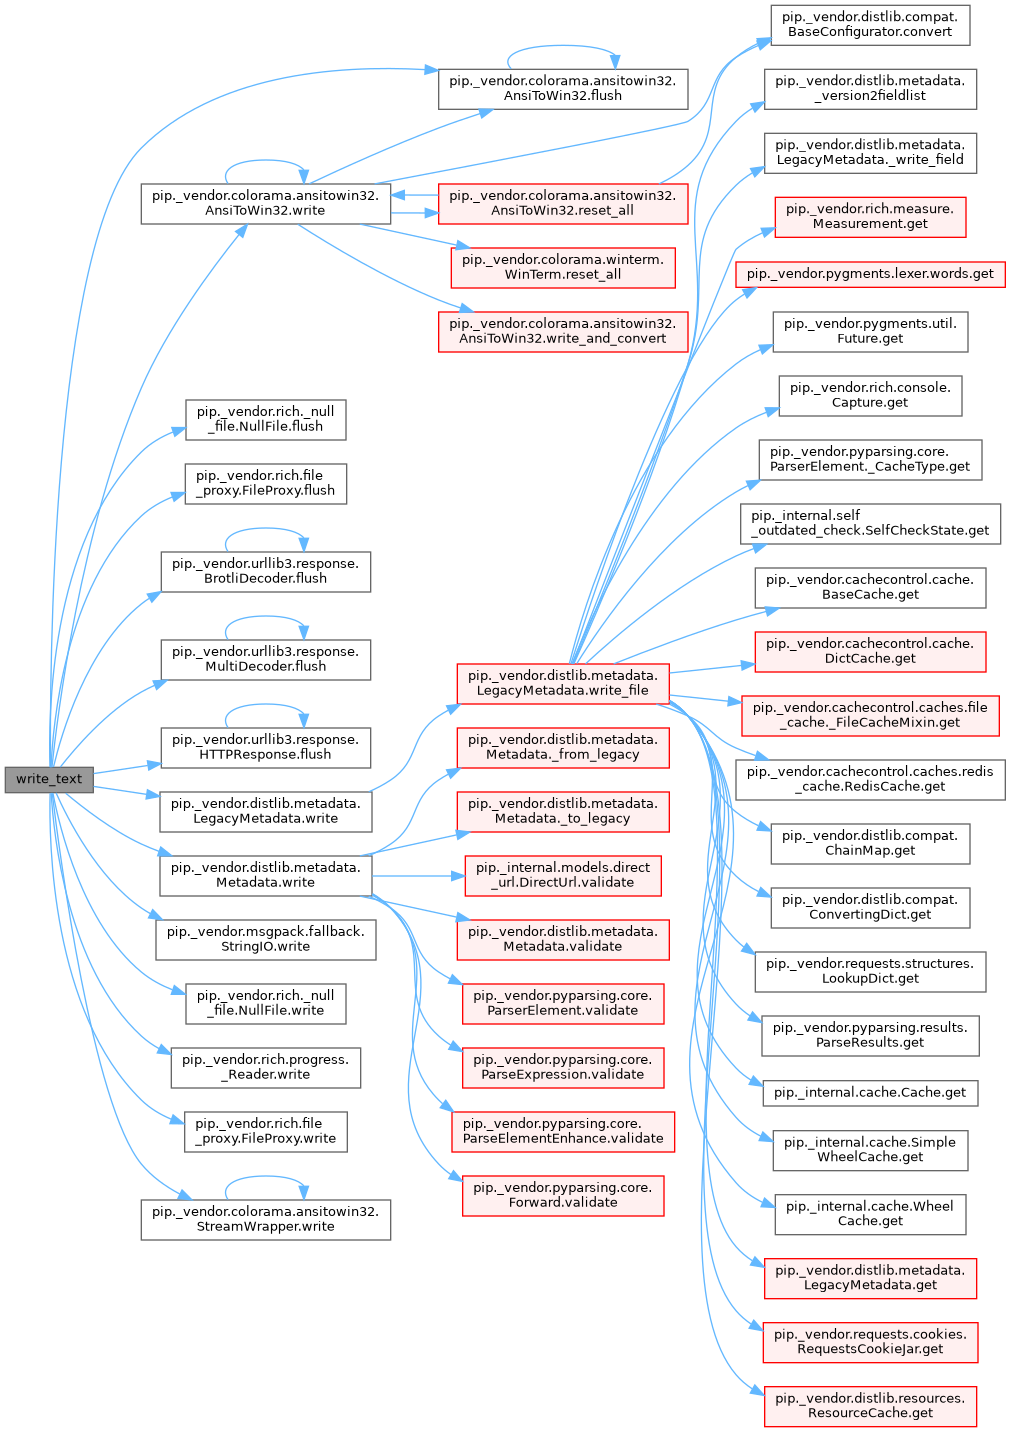 write_text
pip._vendor.colorama.ansitowin32.
AnsiToWin32.flush
pip._vendor.colorama.ansitowin32.
AnsiToWin32.write
pip._vendor.rich._null
_file.NullFile.flush
pip._vendor.rich.file
_proxy.FileProxy.flush
pip._vendor.urllib3.response.
BrotliDecoder.flush
pip._vendor.urllib3.response.
MultiDecoder.flush
pip._vendor.urllib3.response.
HTTPResponse.flush
pip._vendor.distlib.metadata.
LegacyMetadata.write
pip._vendor.distlib.metadata.
Metadata.write
pip._vendor.msgpack.fallback.
StringIO.write
pip._vendor.rich._null
_file.NullFile.write
pip._vendor.rich.progress.
_Reader.write
pip._vendor.rich.file
_proxy.FileProxy.write
pip._vendor.colorama.ansitowin32.
StreamWrapper.write
pip._vendor.colorama.ansitowin32.
AnsiToWin32.reset_all
pip._vendor.colorama.winterm.
WinTerm.reset_all
pip._vendor.colorama.ansitowin32.
AnsiToWin32.write_and_convert
pip._vendor.distlib.metadata.
LegacyMetadata.write_file
pip._vendor.distlib.metadata.
Metadata._from_legacy
pip._vendor.distlib.metadata.
Metadata._to_legacy
pip._internal.models.direct
_url.DirectUrl.validate
pip._vendor.distlib.metadata.
Metadata.validate
pip._vendor.pyparsing.core.
ParserElement.validate
pip._vendor.pyparsing.core.
ParseExpression.validate
pip._vendor.pyparsing.core.
ParseElementEnhance.validate
pip._vendor.pyparsing.core.
Forward.validate
pip._vendor.distlib.compat.
BaseConfigurator.convert
pip._vendor.distlib.metadata.
_version2fieldlist
pip._vendor.distlib.metadata.
LegacyMetadata._write_field
pip._vendor.rich.measure.
Measurement.get
pip._vendor.pygments.lexer.words.get
pip._vendor.pygments.util.
Future.get
pip._vendor.rich.console.
Capture.get
pip._vendor.pyparsing.core.
ParserElement._CacheType.get
pip._internal.self
_outdated_check.SelfCheckState.get
pip._vendor.cachecontrol.cache.
BaseCache.get
pip._vendor.cachecontrol.cache.
DictCache.get
pip._vendor.cachecontrol.caches.file
_cache._FileCacheMixin.get
pip._vendor.cachecontrol.caches.redis
_cache.RedisCache.get
pip._vendor.distlib.compat.
ChainMap.get
pip._vendor.distlib.compat.
ConvertingDict.get
pip._vendor.requests.structures.
LookupDict.get
pip._vendor.pyparsing.results.
ParseResults.get
pip._internal.cache.Cache.get
pip._internal.cache.Simple
WheelCache.get
pip._internal.cache.Wheel
Cache.get
pip._vendor.distlib.metadata.
LegacyMetadata.get
pip._vendor.requests.cookies.
RequestsCookieJar.get
pip._vendor.distlib.resources.
ResourceCache.get